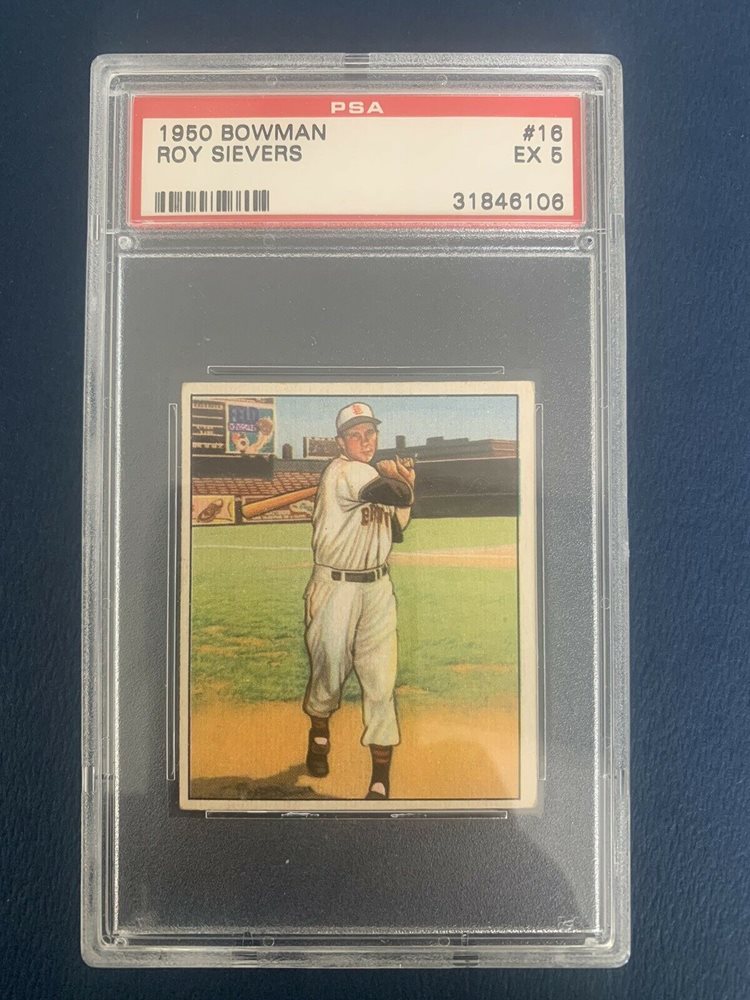 PSA
1950 BOWMAN #16
ROY SIEVERS EX 5
31846106